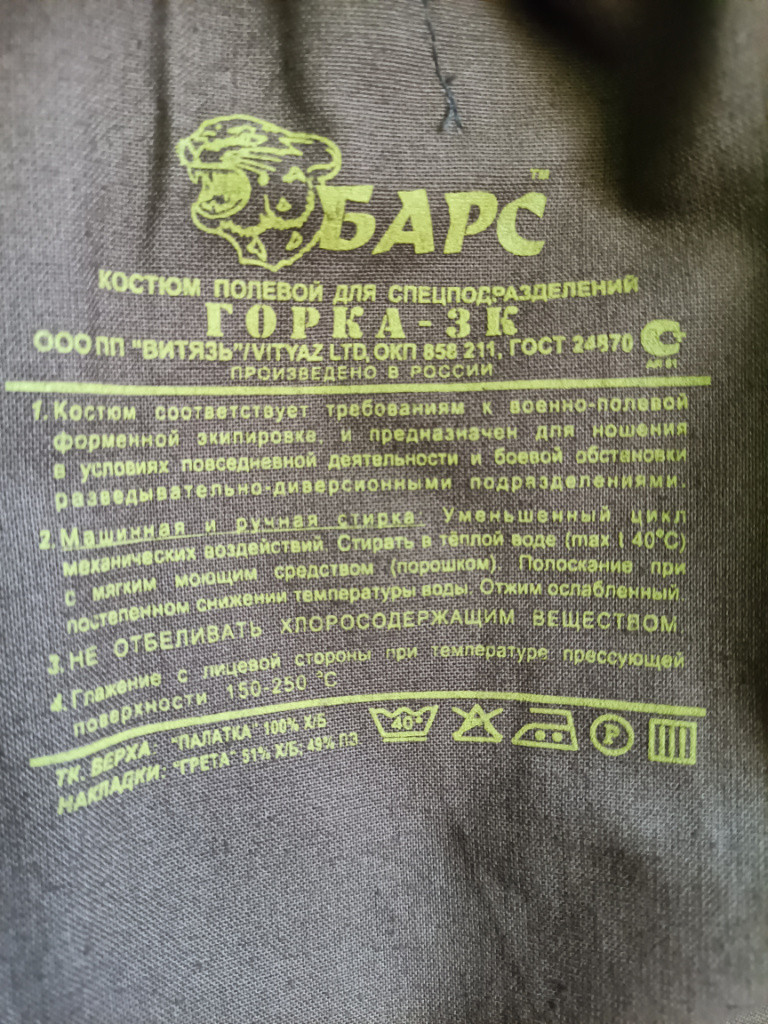 БАРС™
КОСТЮМ ПОЛЕВОЙ ДЛЯ СПЕЦПОДРАЗДЕЛЕНИЙ
ГОРКА-3К
ООО ПП "ВИТЯЗЬ"/VITYAZ LTD, ОКП 858 211, ГОСТ 24870
ПРОИЗВЕДЕНО В РОССИИ
1. Костюм соответствует требованиям к военно-полевой
форменной экипировке, и предназначен для ношения
в условиях повседневной деятельности и боевой обстановки
разведывательно-диверсионными подразделениями.
2. Машинная и ручная стирка. Уменьшенный цикл
механических воздействий. Стирать в тёплой воде (max t 40°C)
с мягким моющим средством (порошком). Полоскание при
постепенном снижении температуры воды. Отжим ослабленный
3. НЕ ОТБЕЛИВАТЬ ХЛОРОСОДЕРЖАЩИМ ВЕЩЕСТВОМ
4. Глажение с лицевой стороны при температуре прессующей
поверхности 150-250 °C
ТК. ВЕРХА: "ПАЛАТКА" 100% Х/Б
НАКЛАДКИ: "ГРЕТА" 51% Х/Б; 49% ПЭ
40°
P